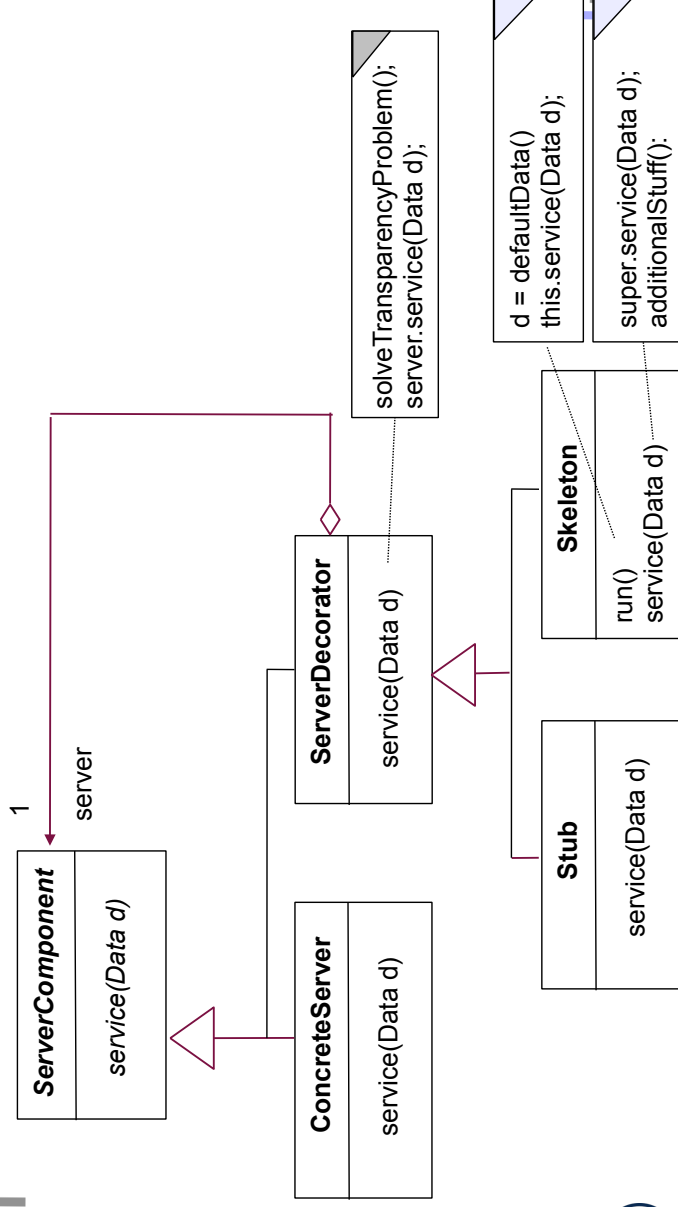 ServerComponent
service(Data d)
1
server
ConcreteServer
service(Data d)
ServerDecorator
service(Data d)
solveTransparencyProblem();
server.service(Data d);
Stub
service(Data d)
Skeleton
run()
service(Data d)
d = defaultData()
this.service(Data d);
super.service(Data d);
additionalStuff():